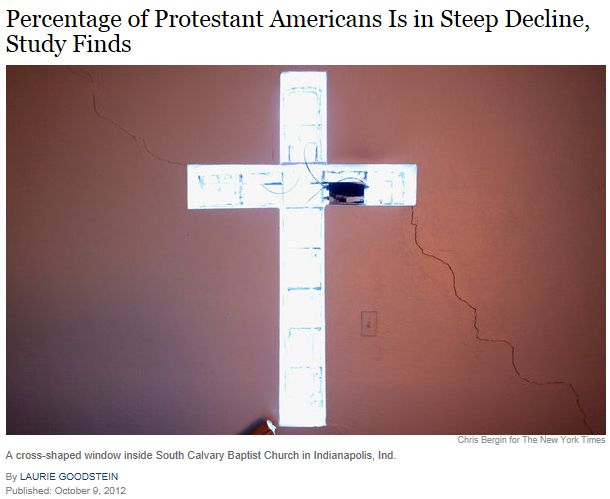 Percentage of Protestant Americans Is in Steep Decline,
Study Finds
Chris Bergin for The New York Times
A cross-shaped window inside South Calvary Baptist Church in Indianapolis, Ind.
By LAURIE GOODSTEIN
Published: October 9, 2012